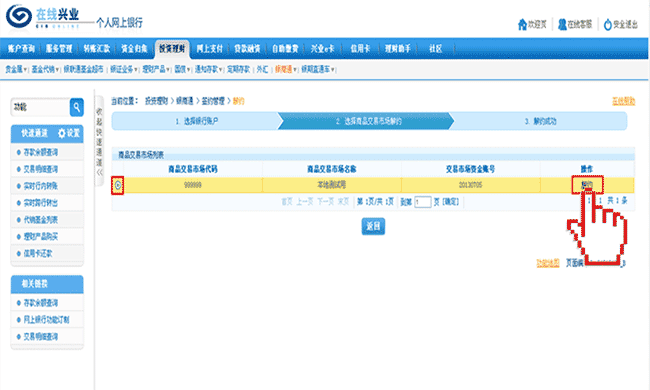 在线兴业 个人网上银行
欢迎页 在线客服 安全退出
账户查询 服务管理 转账汇款 资金归集 投资理财 网上支付 贷款融资 自助缴费 兴业e卡 信用卡 理财助手 社区
贵金属 基金代销 银联通基金超市 银证业务 理财产品 国债 通知存款 定期存款 外汇 银商通 银期直通车
功能
当前位置： 投资理财 > 银商通 > 签约管理 > 解约
在线帮助
收起快速通道
快速通道 设置
1. 选择银行账户 2. 选择商品交易市场解约 3. 解约成功
存款余额查询
交易明细查询
实时行内转账
实时跨行转出
代销基金列表
理财产品购买
信用卡还款
商品交易市场列表
商品交易市场代码 商品交易市场名称 交易市场资金账号 操作
999999 本地测试用 20130705 解约
首页 上一页 下一页 末页 第 1页/共 1页 到第 1 页 [确定] 共 1 条
返回
功能地图
相关链接
存款余额查询
网上银行功能订制
交易明细查询